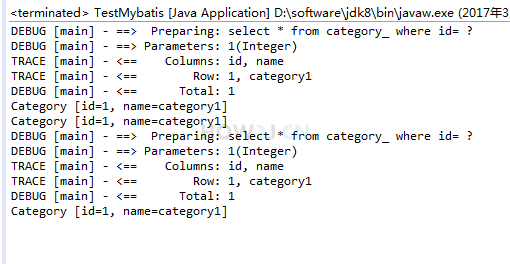 <terminated> TestMybatis [Java Application] D:\software\jdk8\bin\javaw.exe (2017年3
DEBUG [main] - ==>  Preparing: select * from category_ where id= ?
DEBUG [main] - ==> Parameters: 1(Integer)
TRACE [main] - <==    Columns: id, name
TRACE [main] - <==        Row: 1, category1
DEBUG [main] - <==      Total: 1
Category [id=1, name=category1]
Category [id=1, name=category1]
HOW2J.CN
DEBUG [main] - ==>  Preparing: select * from category_ where id= ?
DEBUG [main] - ==> Parameters: 1(Integer)
TRACE [main] - <==    Columns: id, name
TRACE [main] - <==        Row: 1, category1
DEBUG [main] - <==      Total: 1
Category [id=1, name=category1]